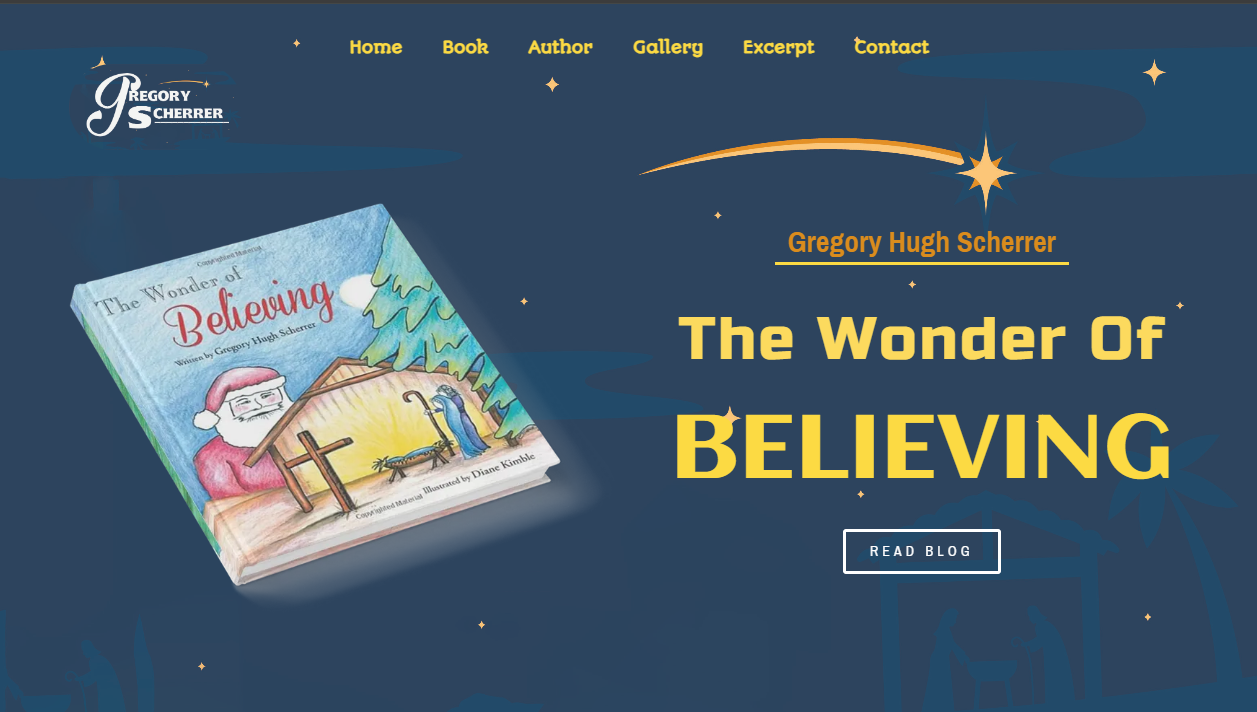 Home Book Author Gallery Excerpt Contact
GREGORY
SCHERRER
Gregory Hugh Scherrer
The Wonder Of
BELIEVING
READ BLOG
Copyrighted Material
The Wonder of
Believing
Written by Gregory Hugh Scherrer
Illustrated by Diane Kimble
Copyrighted Material